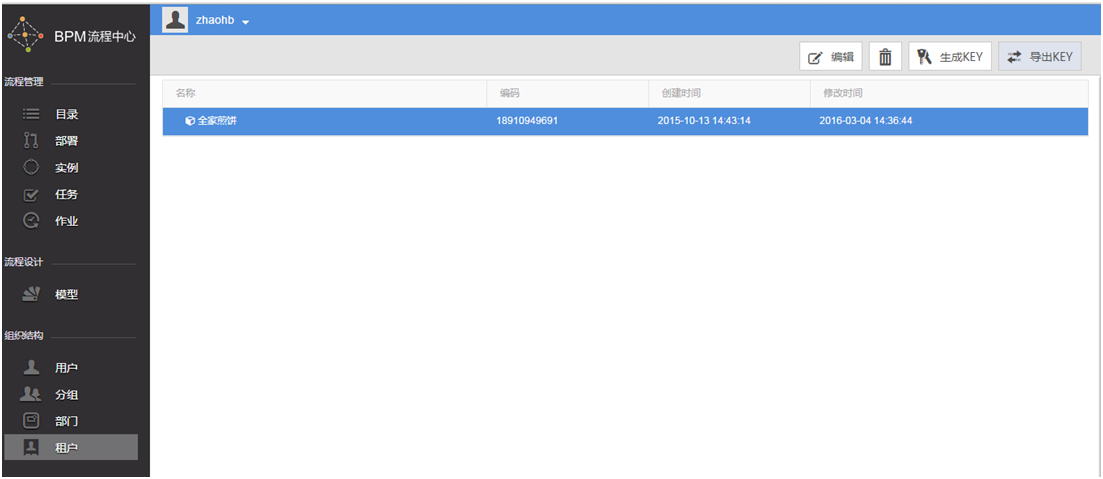 BPM流程中心
zhaohb
编辑
生成KEY
导出KEY
流程管理
目录
部署
实例
任务
作业
流程设计
模型
组织结构
用户
分组
部门
租户
名称 编码 创建时间 修改时间
全家煎饼 18910949691 2015-10-13 14:43:14 2016-03-04 14:36:44